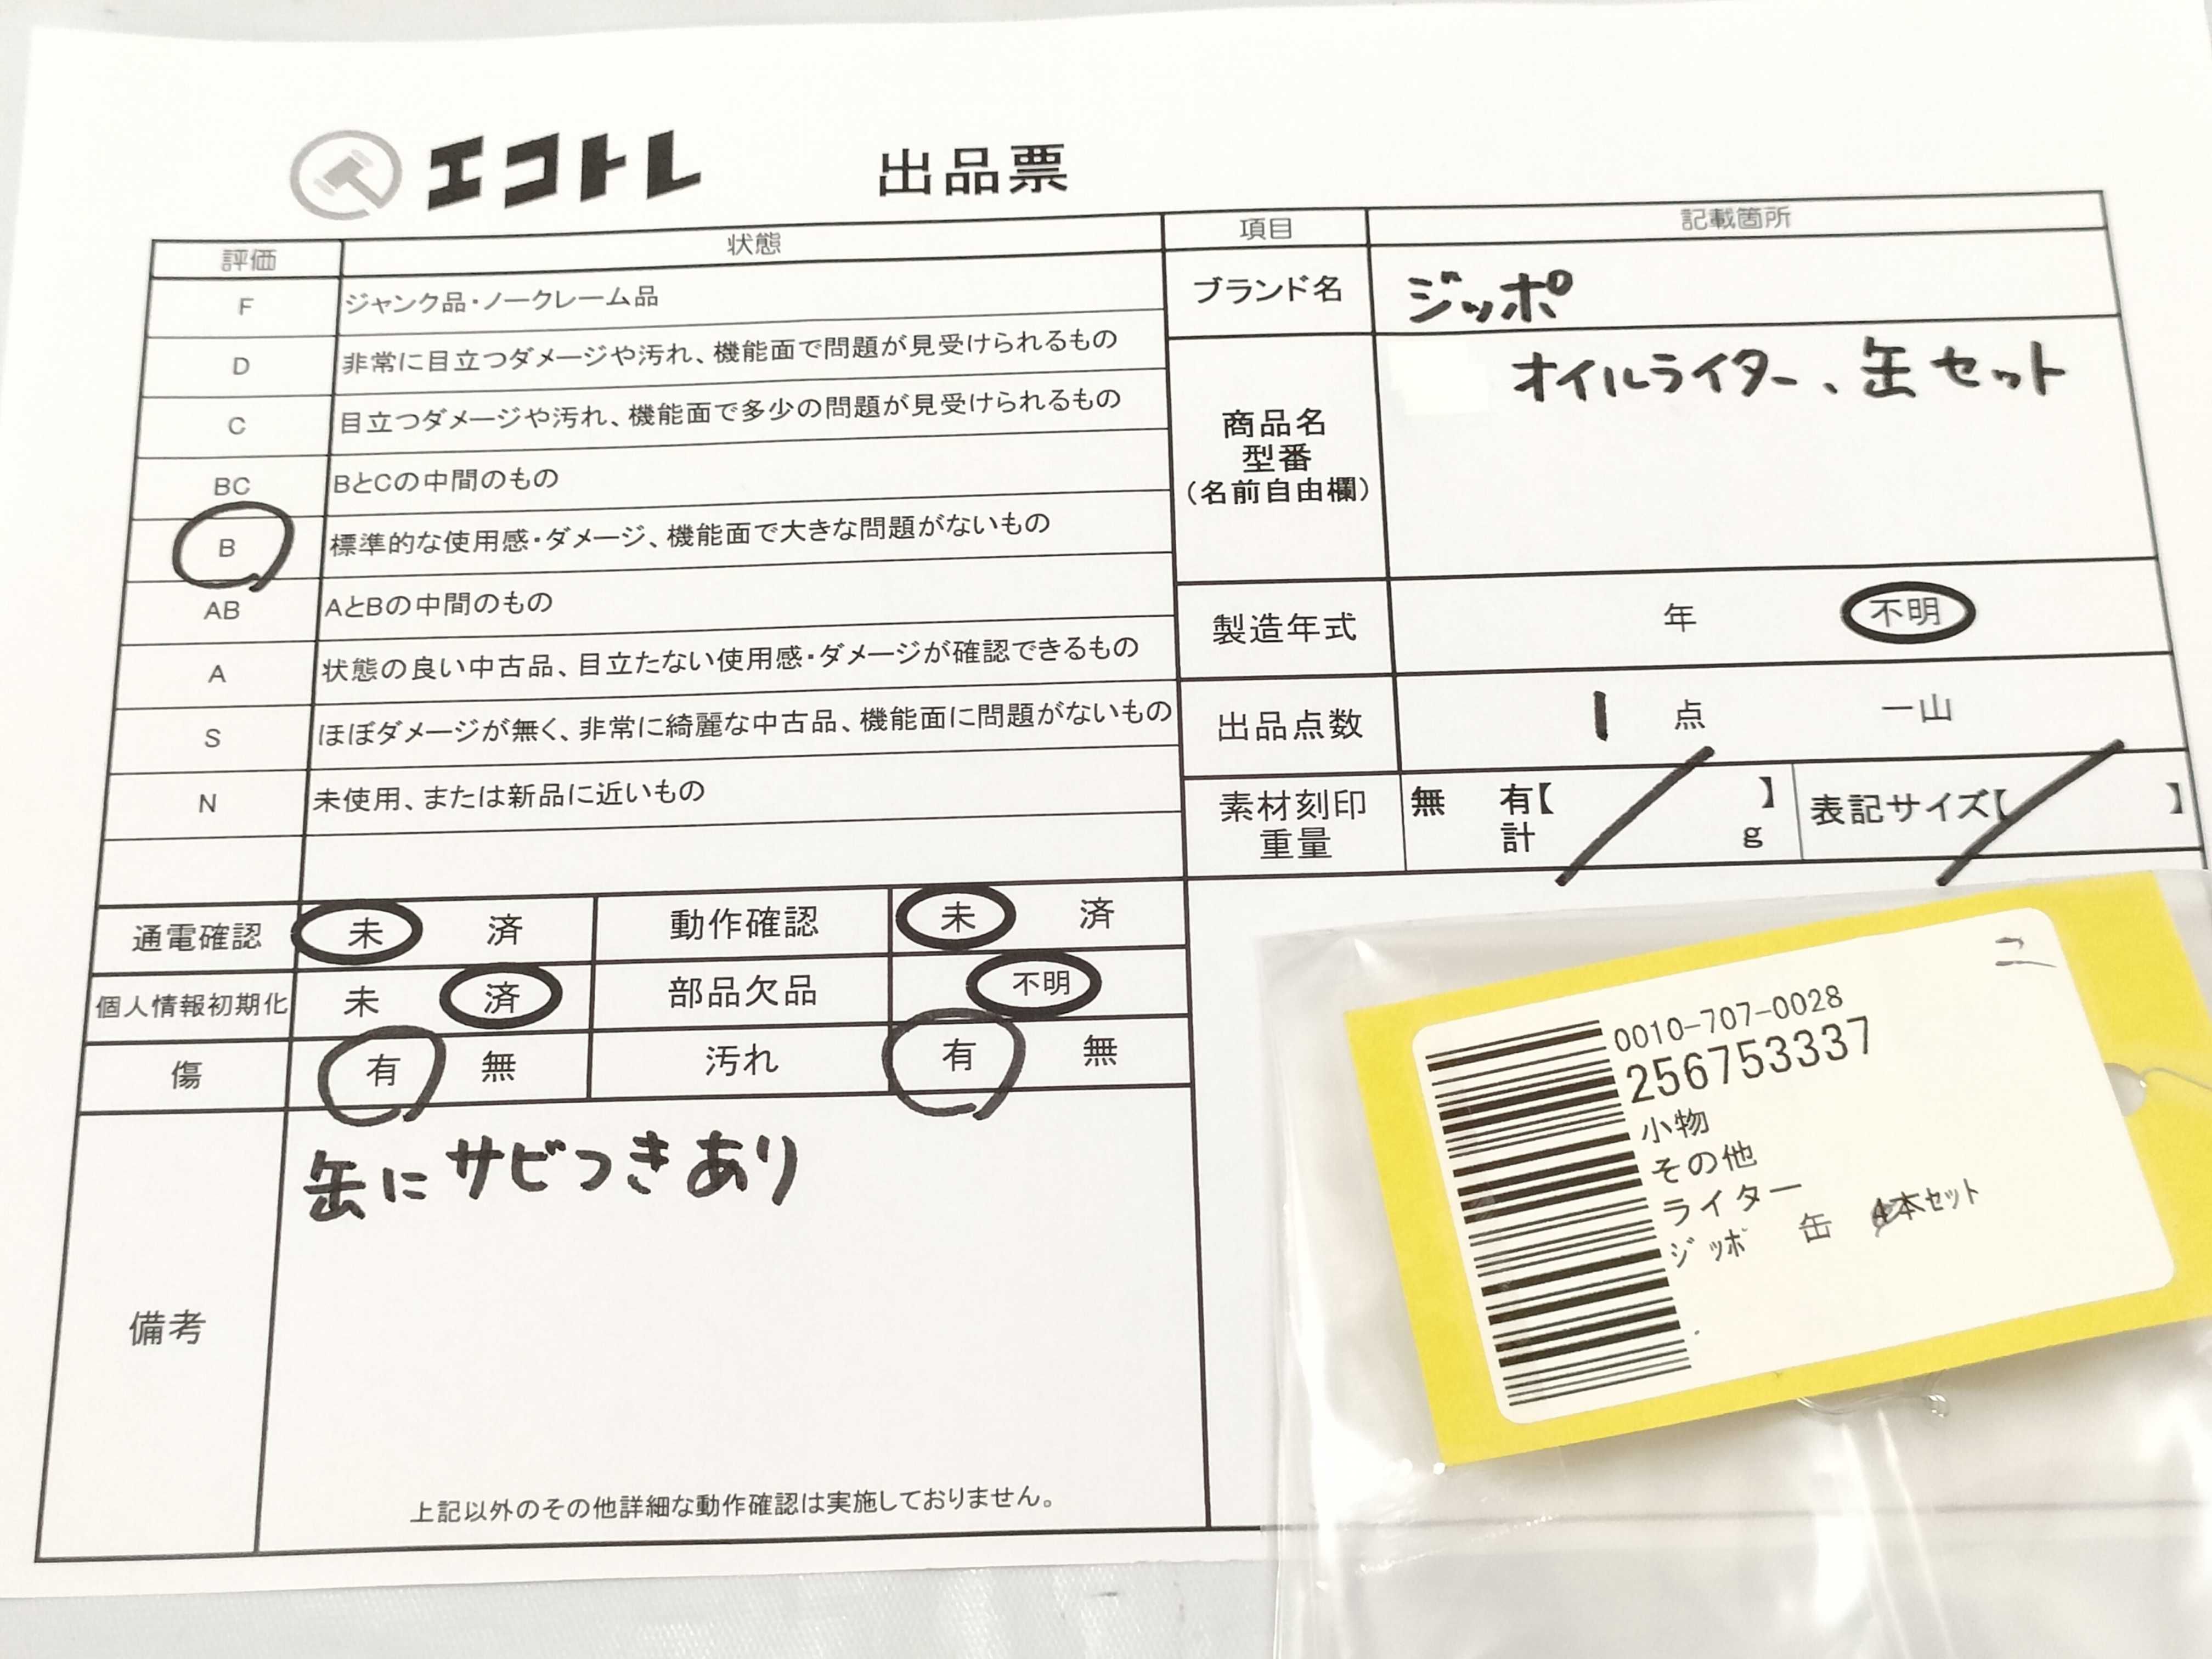 エコトレ 出品票
評価 状態 項目 記載箇所
F ジャンク品・ノークレーム品
D 非常に目立つダメージや汚れ、機能面で問題が見受けられるもの
C 目立つダメージや汚れ、機能面で多少の問題が見受けられるもの
BC BとCの中間のもの
B 標準的な使用感・ダメージ、機能面で大きな問題がないもの
AB AとBの中間のもの
A 状態の良い中古品、目立たない使用感・ダメージが確認できるもの
S ほぼダメージが無く、非常に綺麗な中古品、機能面に問題がないもの
N 未使用、または新品に近いもの
ブランド名 ジッポ
商品名
型番
(名前自由欄)
オイルライター、缶セット
製造年式 年 不明
出品点数 1 点 一山
素材刻印 無 有【 】 表記サイズ【 】
重量 計 g
通電確認 未 済 動作確認 未 済
個人情報初期化 未 済 部品欠品 不明
傷 有 無 汚れ 有 無
備考
缶にサビつきあり
上記以外のその他詳細な動作確認は実施しておりません。
0010-707-0028
256753337
小物
その他
ライター
ｼﾞｯﾎﾟ 缶 本ｾｯﾄ